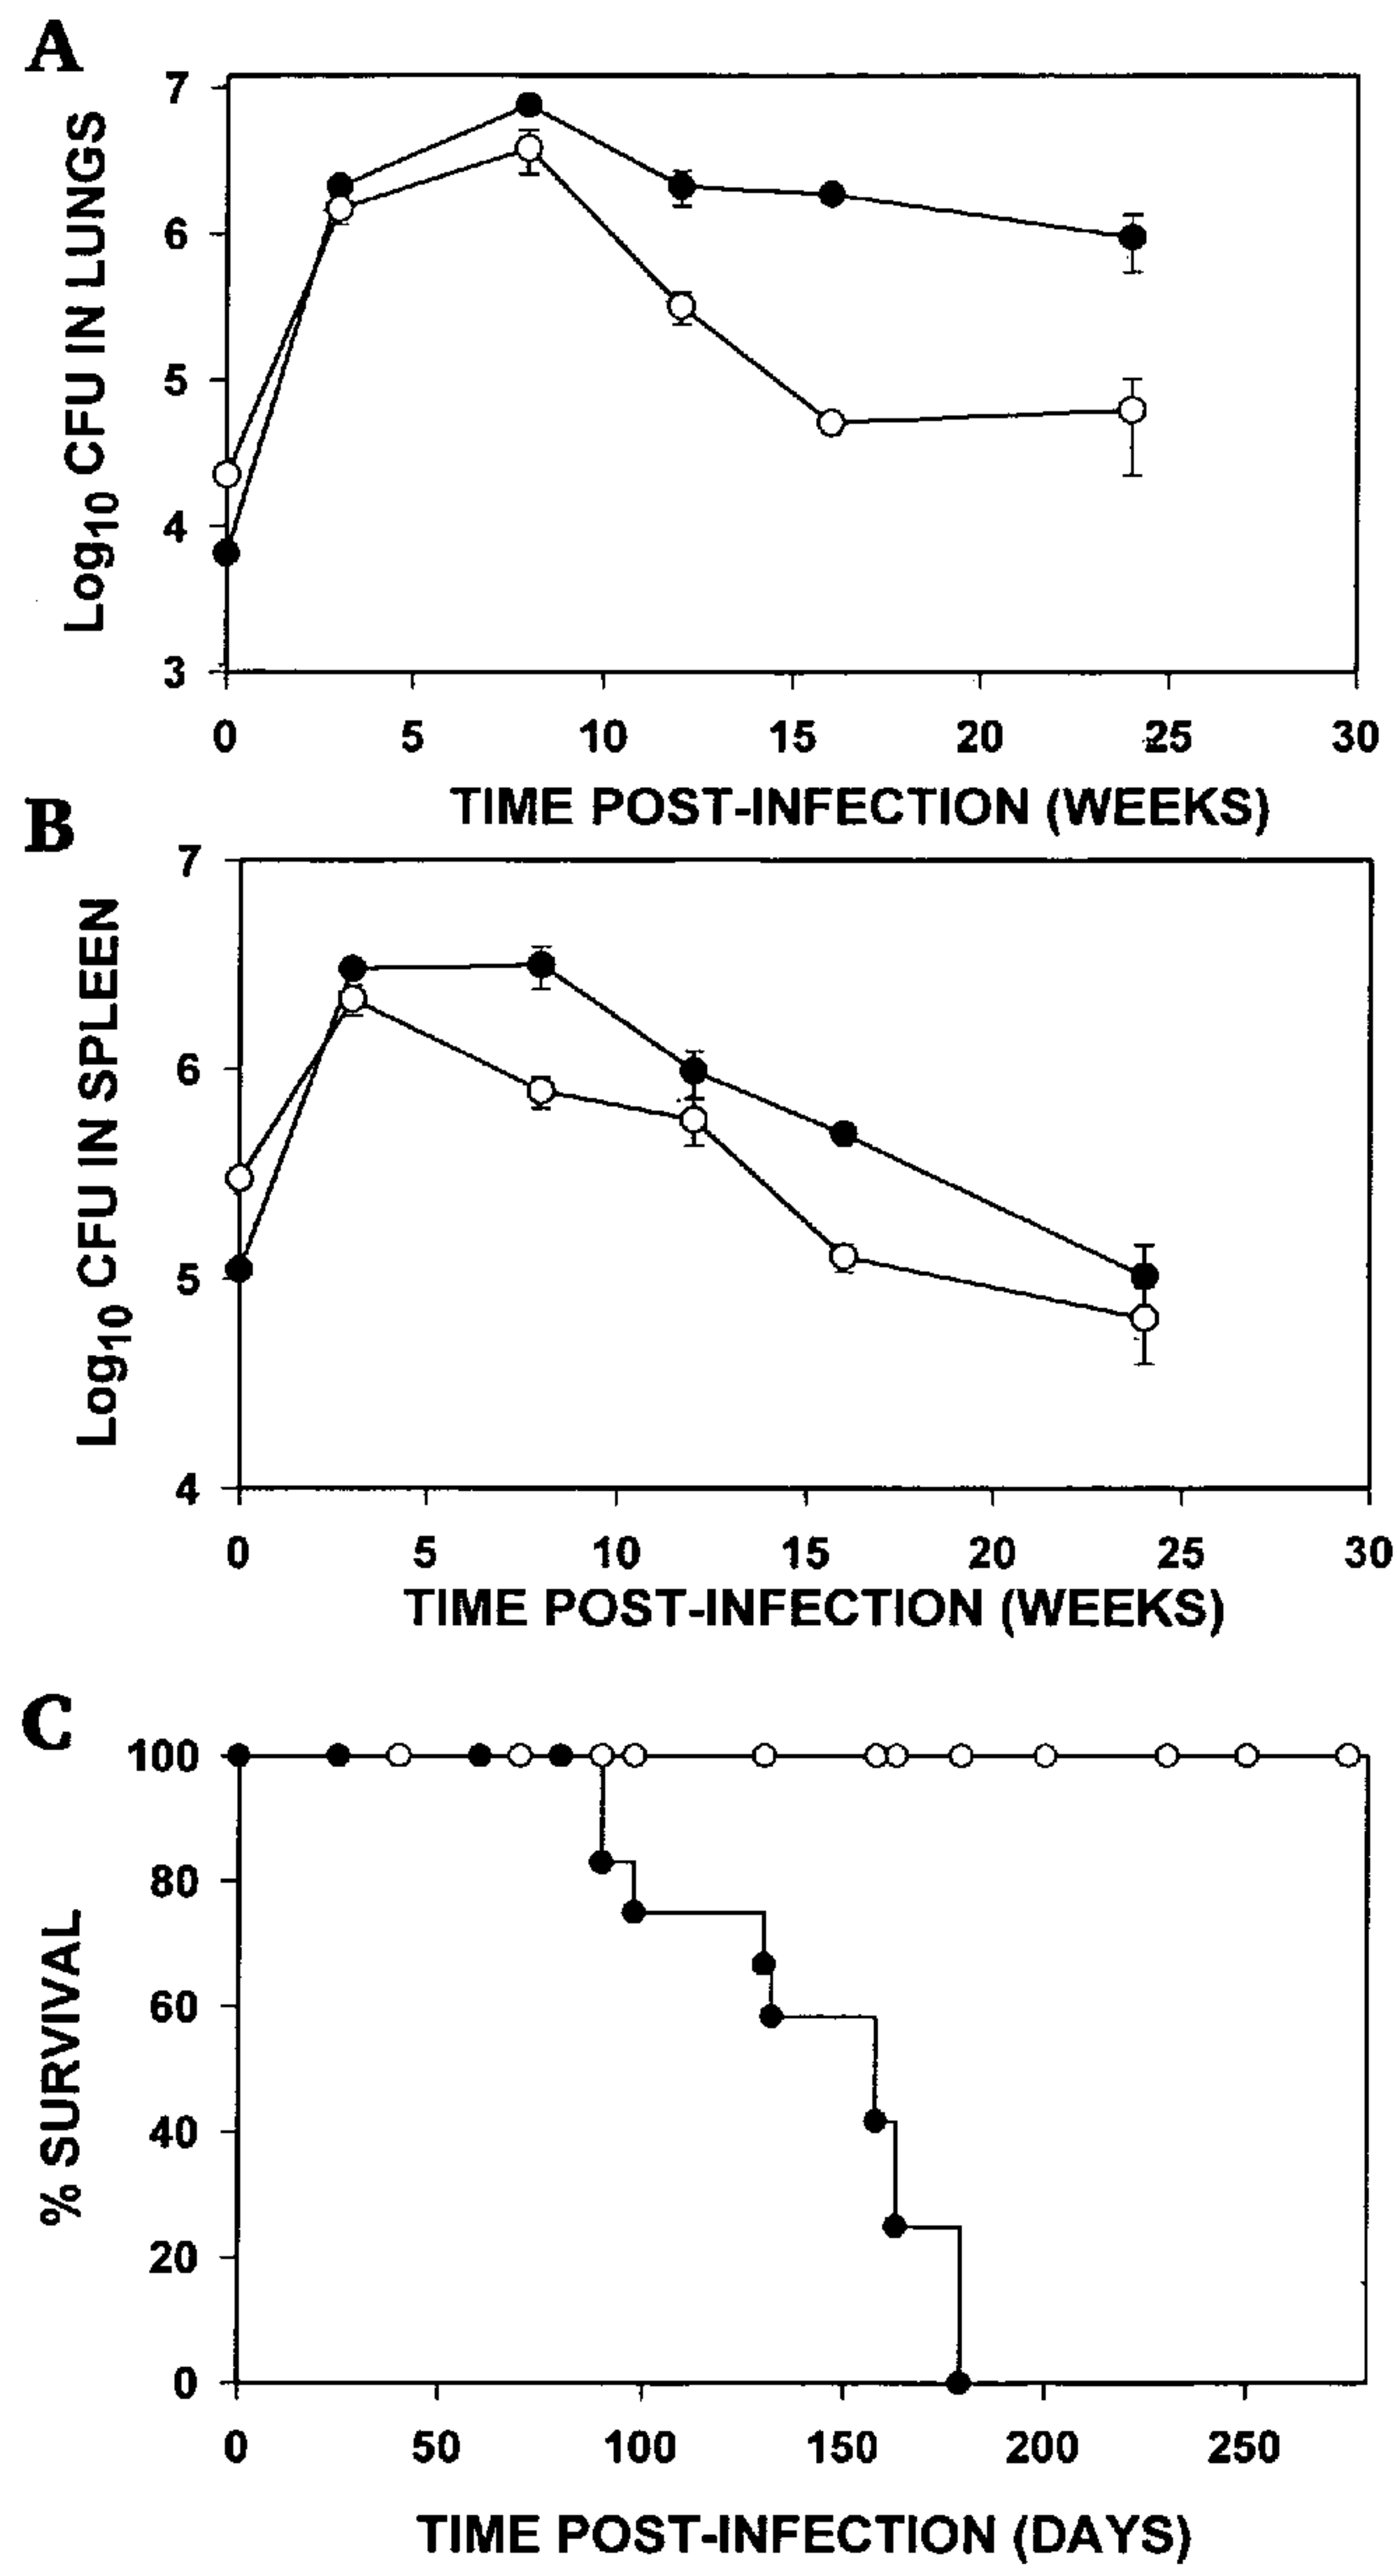 A
Log10 CFU IN LUNGS
7
6
5
4
3
0 5 10 15 20 25 30
TIME POST-INFECTION (WEEKS)
B
Log10 CFU IN SPLEEN
7
6
5
4
0 5 10 15 20 25 30
TIME POST-INFECTION (WEEKS)
C
% SURVIVAL
100
80
60
40
20
0
0 50 100 150 200 250
TIME POST-INFECTION (DAYS)